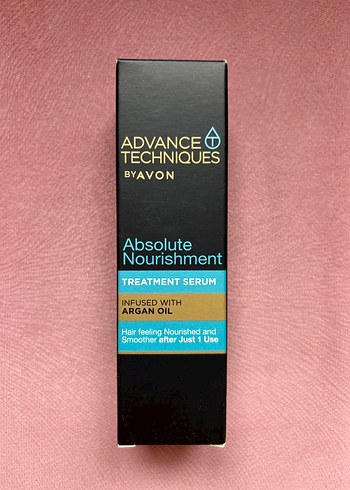 ADVANCE
TECHNIQUES
BY AVON
Absolute
Nourishment
TREATMENT SERUM
INFUSED WITH
ARGAN OIL
Hair feeling Nourished and
Smoother after Just 1 Use